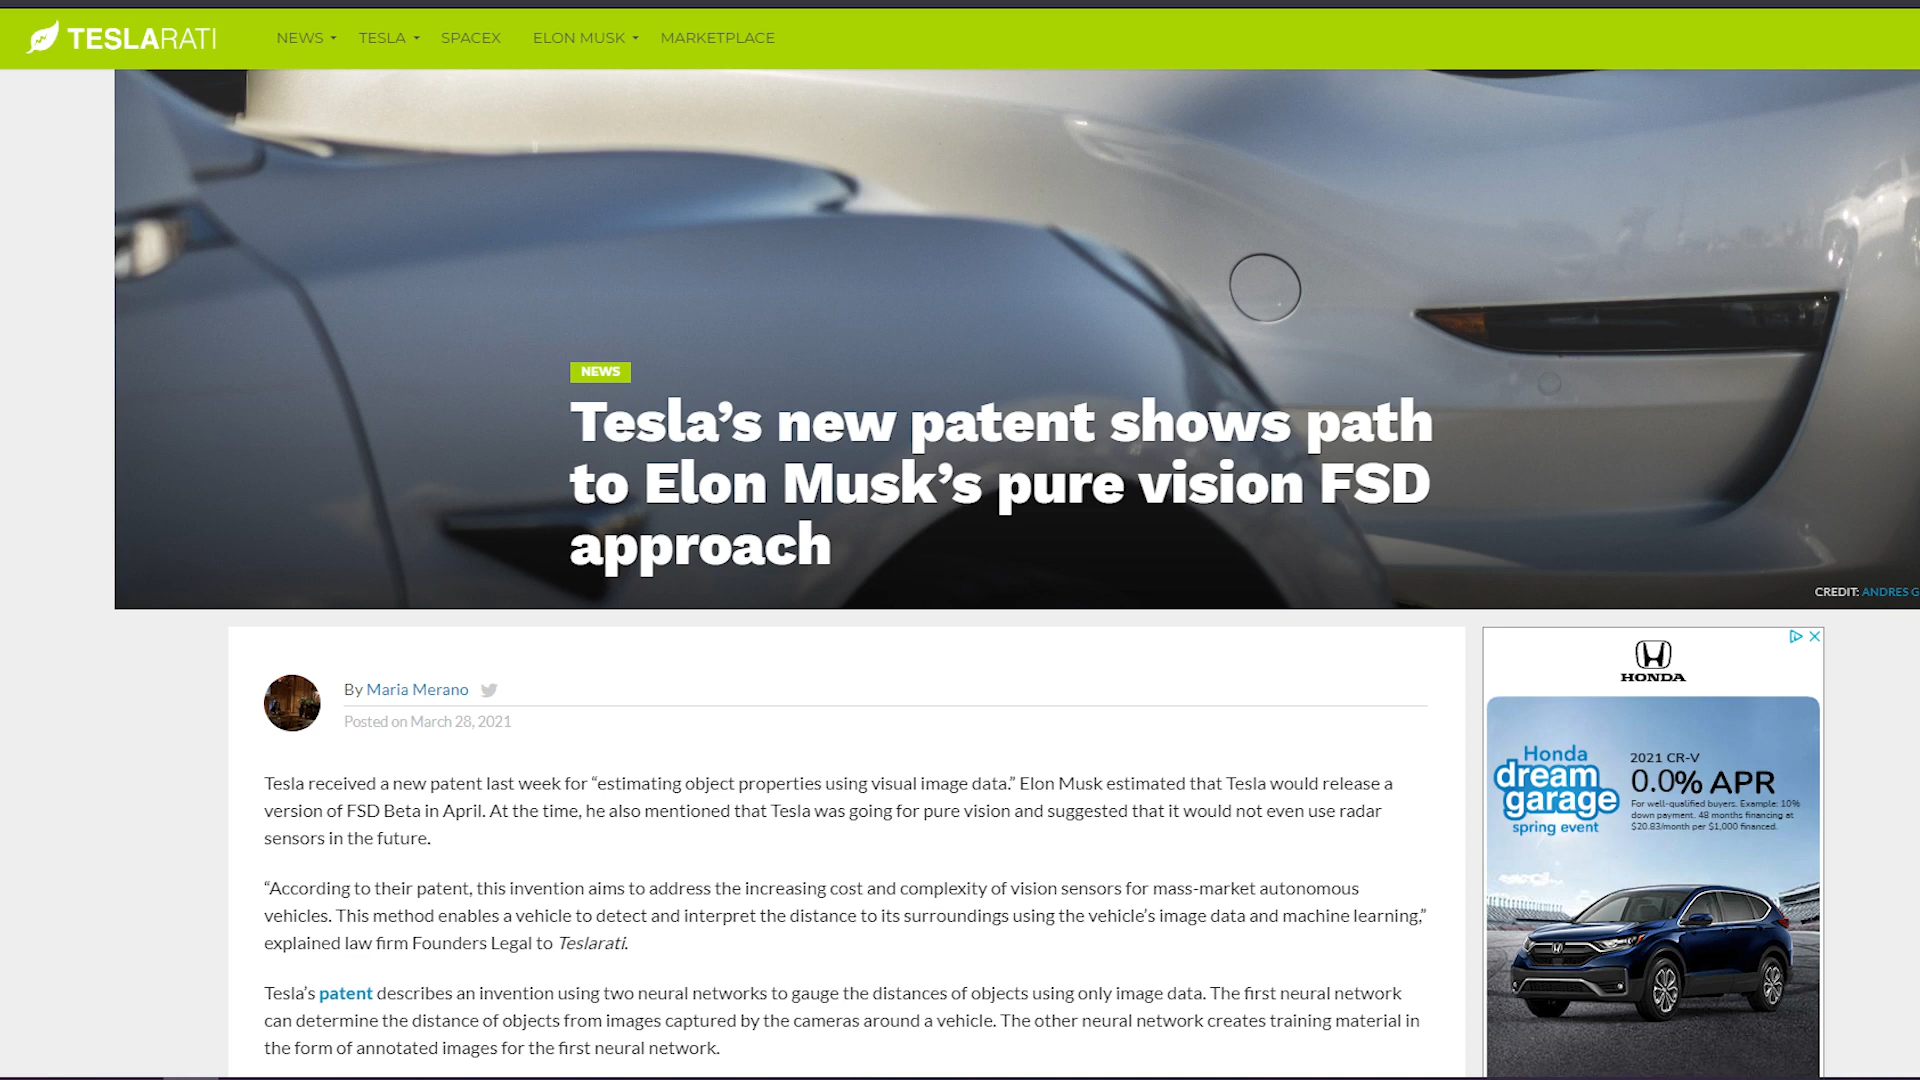 TESLARATI
NEWS
TESLA
SPACEX
ELON MUSK
MARKETPLACE
NEWS
Tesla’s new patent shows path
to Elon Musk’s pure vision FSD
approach
CREDIT: ANDRES G
By Maria Merano
Posted on March 28, 2021
Tesla received a new patent last week for “estimating object properties using visual image data.” Elon Musk estimated that Tesla would release a
version of FSD Beta in April. At the time, he also mentioned that Tesla was going for pure vision and suggested that it would not even use radar
sensors in the future.
“According to their patent, this invention aims to address the increasing cost and complexity of vision sensors for mass-market autonomous
vehicles. This method enables a vehicle to detect and interpret the distance to its surroundings using the vehicle’s image data and machine learning,”
explained law firm Founders Legal to Teslarati.
Tesla’s patent describes an invention using two neural networks to gauge the distances of objects using only image data. The first neural network
can determine the distance of objects from images captured by the cameras around a vehicle. The other neural network creates training material in
the form of annotated images for the first neural network.
HONDA
Honda
dream
garage
spring event
2021 CR-V
0.0% APR
For well-qualified buyers. Example: 10%
down payment. 48 months financing at
$20.83/month per $1,000 financed.